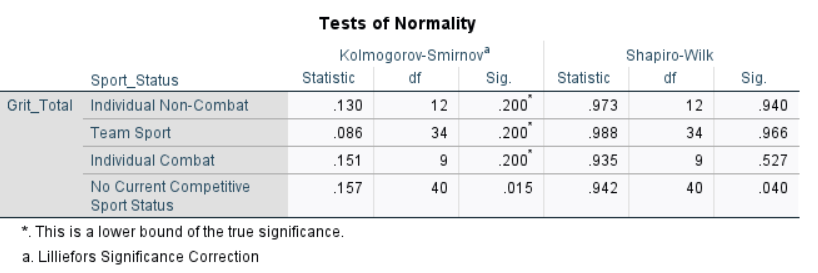 Tests of Normality
Kolmogorov-Smirnov^a Shapiro-Wilk
Sport_Status Statistic df Sig. Statistic df Sig.
Grit_Total Individual Non-Combat .130 12 .200* .973 12 .940
Team Sport .086 34 .200* .988 34 .966
Individual Combat .151 9 .200* .935 9 .527
No Current Competitive .157 40 .015 .942 40 .040
Sport Status
*. This is a lower bound of the true significance.
a. Lilliefors Significance Correction